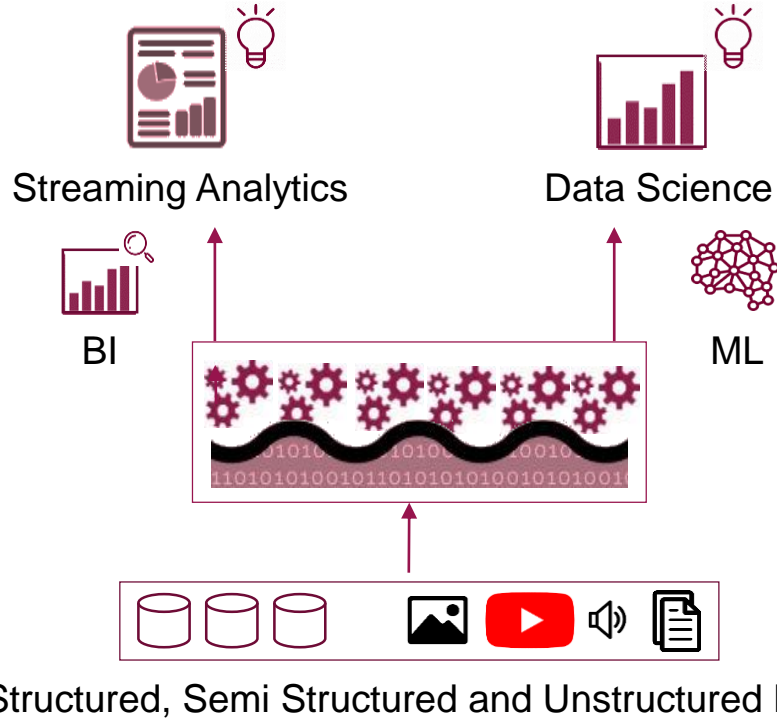 Streaming Analytics
Data Science
BI
ML
Structured, Semi Structured and Unstructured